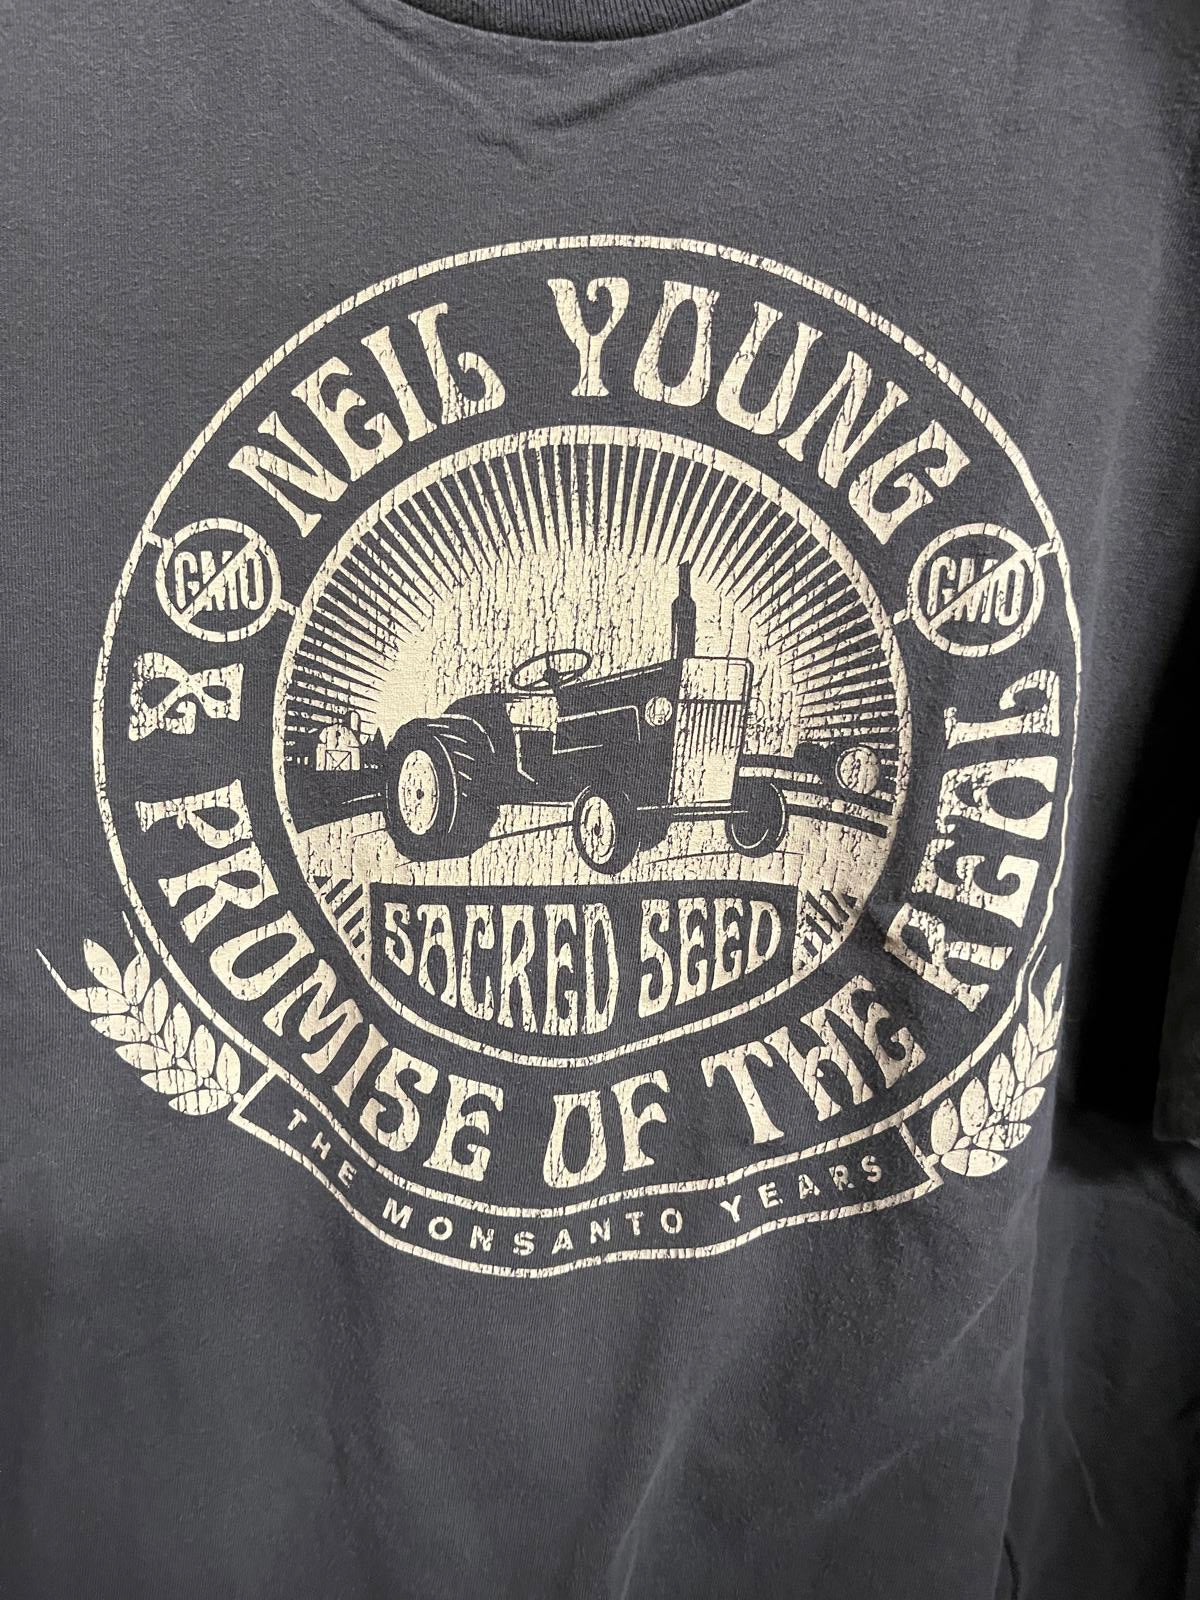 NEIL YOUNG
& PROMISE OF THE REAL
GMO
GMO
SACRED SEED
THE MONSANTO YEARS